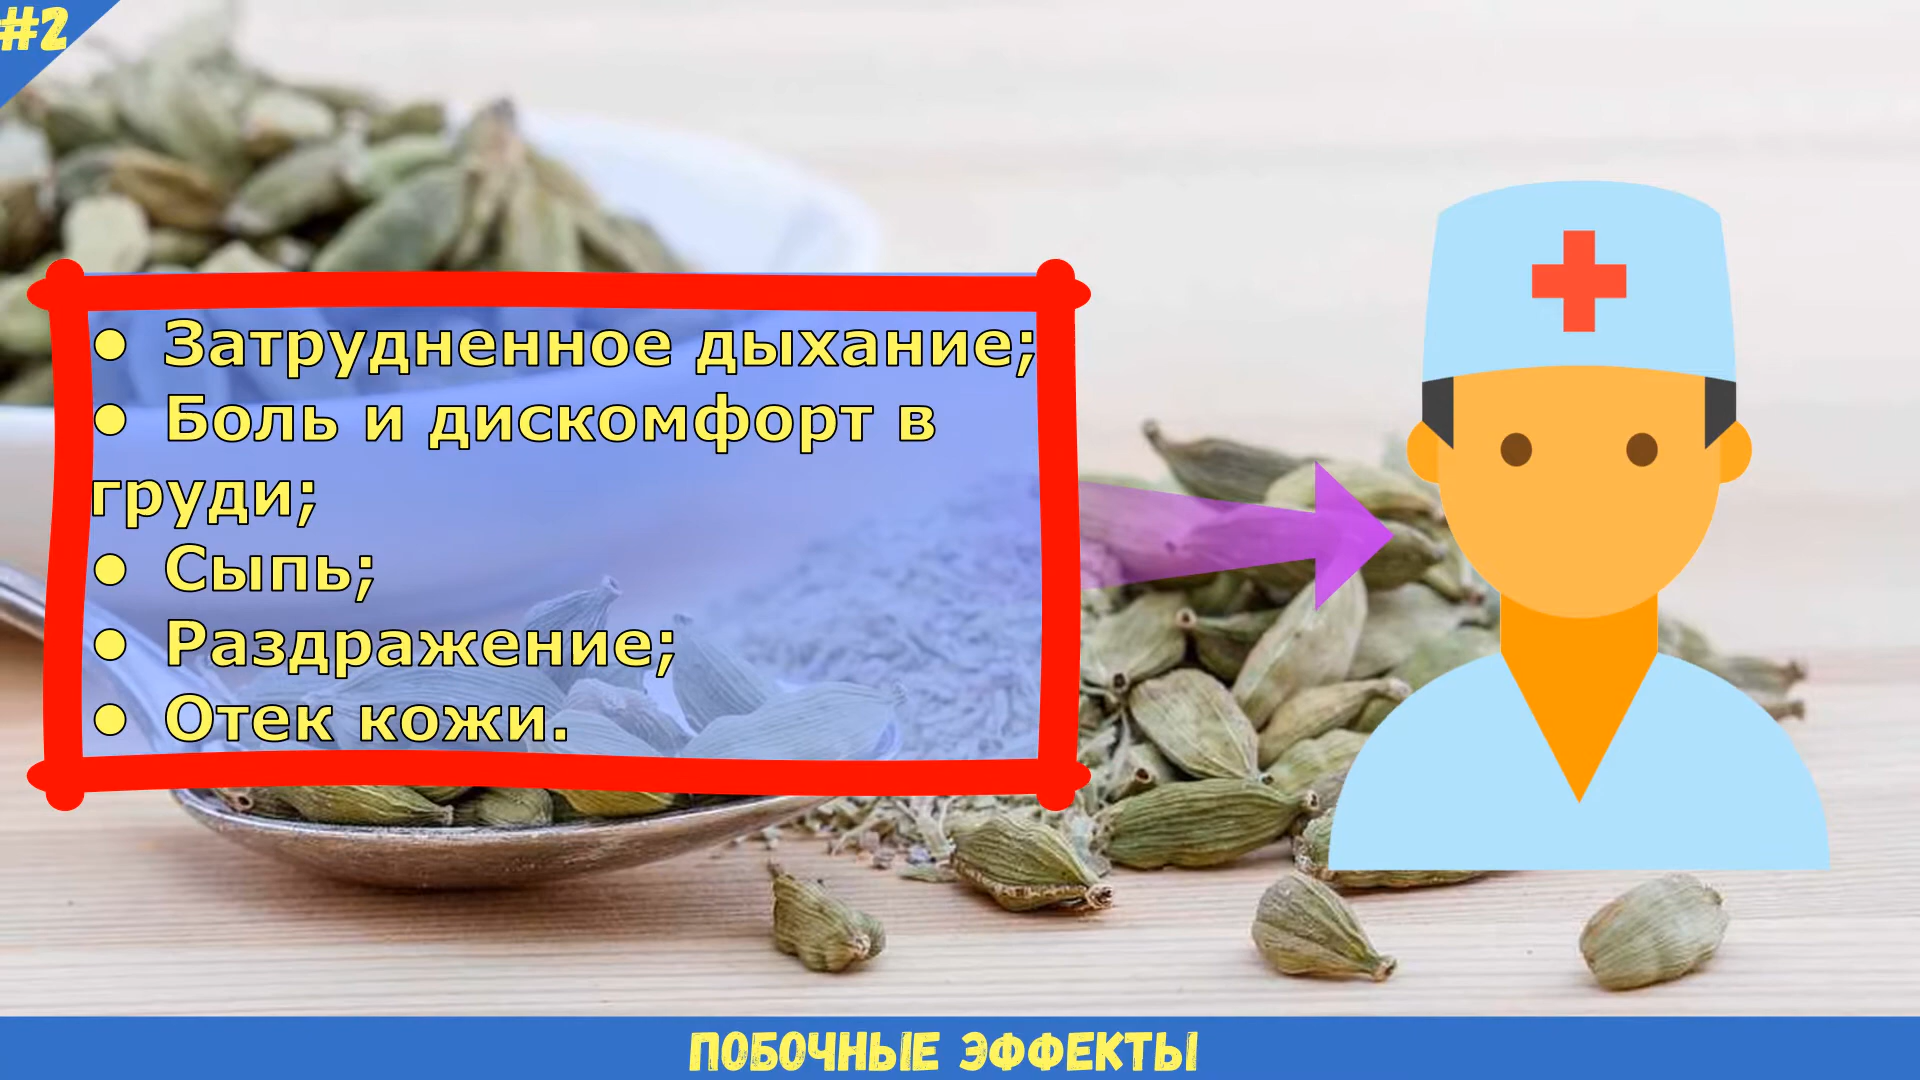 #2
● Затрудненное дыхание;
● Боль и дискомфорт в
груди;
● Сыпь;
● Раздражение;
● Отек кожи.
ПОБОЧНЫЕ ЭФФЕКТЫ